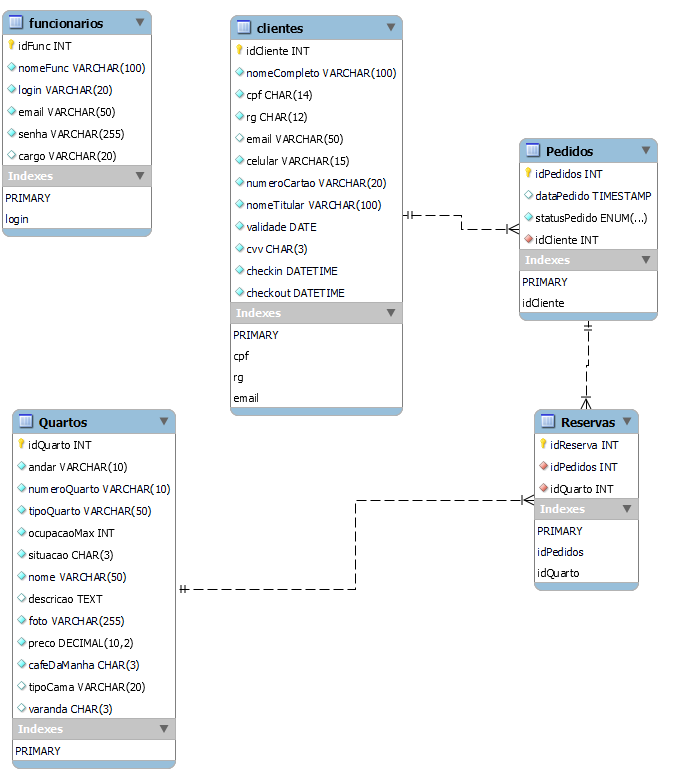 funcionarios
idFunc INT
nomeFunc VARCHAR(100)
login VARCHAR(20)
email VARCHAR(50)
senha VARCHAR(255)
cargo VARCHAR(20)
Indexes
PRIMARY
login
clientes
idCliente INT
nomeCompleto VARCHAR(100)
cpf CHAR(14)
rg CHAR(12)
email VARCHAR(50)
celular VARCHAR(15)
numeroCartao VARCHAR(20)
nomeTitular VARCHAR(100)
validade DATE
cvv CHAR(3)
checkin DATETIME
checkout DATETIME
Indexes
PRIMARY
cpf
rg
email
Pedidos
idPedidos INT
dataPedido TIMESTAMP
statusPedido ENUM(...)
idCliente INT
Indexes
PRIMARY
idCliente
Quartos
idQuarto INT
andar VARCHAR(10)
numeroQuarto VARCHAR(10)
tipoQuarto VARCHAR(50)
ocupacaoMax INT
situacao CHAR(3)
nome VARCHAR(50)
descricao TEXT
foto VARCHAR(255)
preco DECIMAL(10,2)
cafeDaManha CHAR(3)
tipoCama VARCHAR(20)
varanda CHAR(3)
Indexes
PRIMARY
Reservas
idReserva INT
idPedidos INT
idQuarto INT
Indexes
PRIMARY
idPedidos
idQuarto